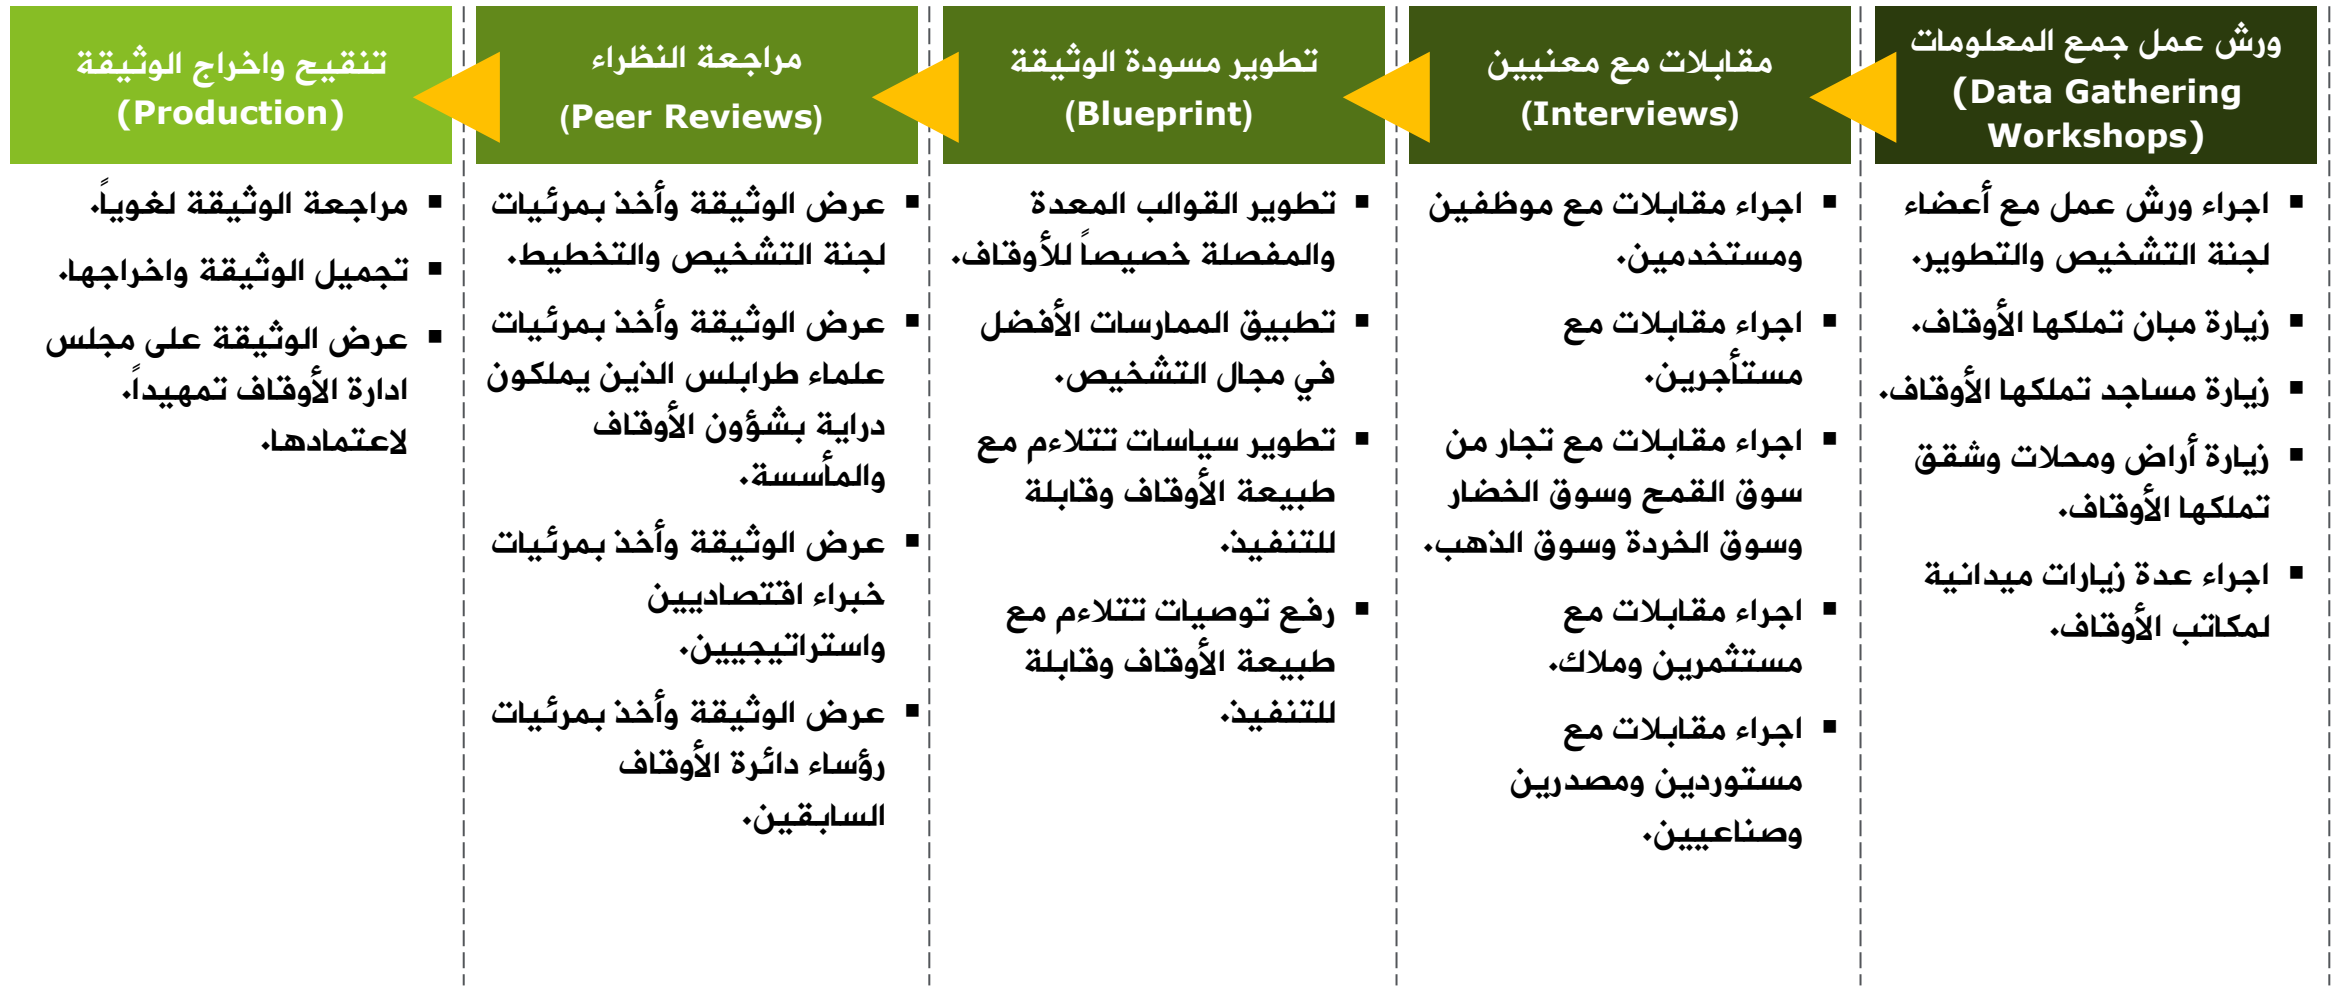 ورش عمل جمع المعلومات
(Data Gathering
Workshops)
اجراء ورش عمل مع أعضاء
لجنة التشخيص والتطوير.
زيارة مبان تملكها الأوقاف.
زيارة مساجد تملكها الأوقاف.
زيارة أراض ومحلات وشقق
تملكها الأوقاف.
اجراء عدة زيارات ميدانية
لمكاتب الأوقاف.
مقابلات مع معنيين
(Interviews)
اجراء مقابلات مع موظفين
ومستخدمين.
اجراء مقابلات مع
مستأجرين.
اجراء مقابلات مع تجار من
سوق القمح وسوق الخضار
وسوق الخردة وسوق الذهب.
اجراء مقابلات مع
مستثمرين وملاك.
اجراء مقابلات مع
مستوردين ومصدرين
وصناعيين.
تطوير مسودة الوثيقة
(Blueprint)
تطوير القوالب المعدة
والمفصلة خصيصاً للأوقاف.
تطبيق الممارسات الأفضل
في مجال التشخيص.
تطوير سياسات تتلاءم مع
طبيعة الأوقاف وقابلة
للتنفيذ.
رفع توصيات تتلاءم مع
طبيعة الأوقاف وقابلة
للتنفيذ.
مراجعة النظراء
(Peer Reviews)
عرض الوثيقة وأخذ بمرئيات
لجنة التشخيص والتخطيط.
عرض الوثيقة وأخذ بمرئيات
علماء طرابلس الذين يملكون
دراية بشؤون الأوقاف
والمأسسة.
عرض الوثيقة وأخذ بمرئيات
خبراء اقتصاديين
واستراتيجيين.
عرض الوثيقة وأخذ بمرئيات
رؤساء دائرة الأوقاف
السابقين.
تنقيح واخراج الوثيقة
(Production)
مراجعة الوثيقة لغوياً.
تجميل الوثيقة واخراجها.
عرض الوثيقة على مجلس
ادارة الأوقاف تمهيداً
لاعتمادها.